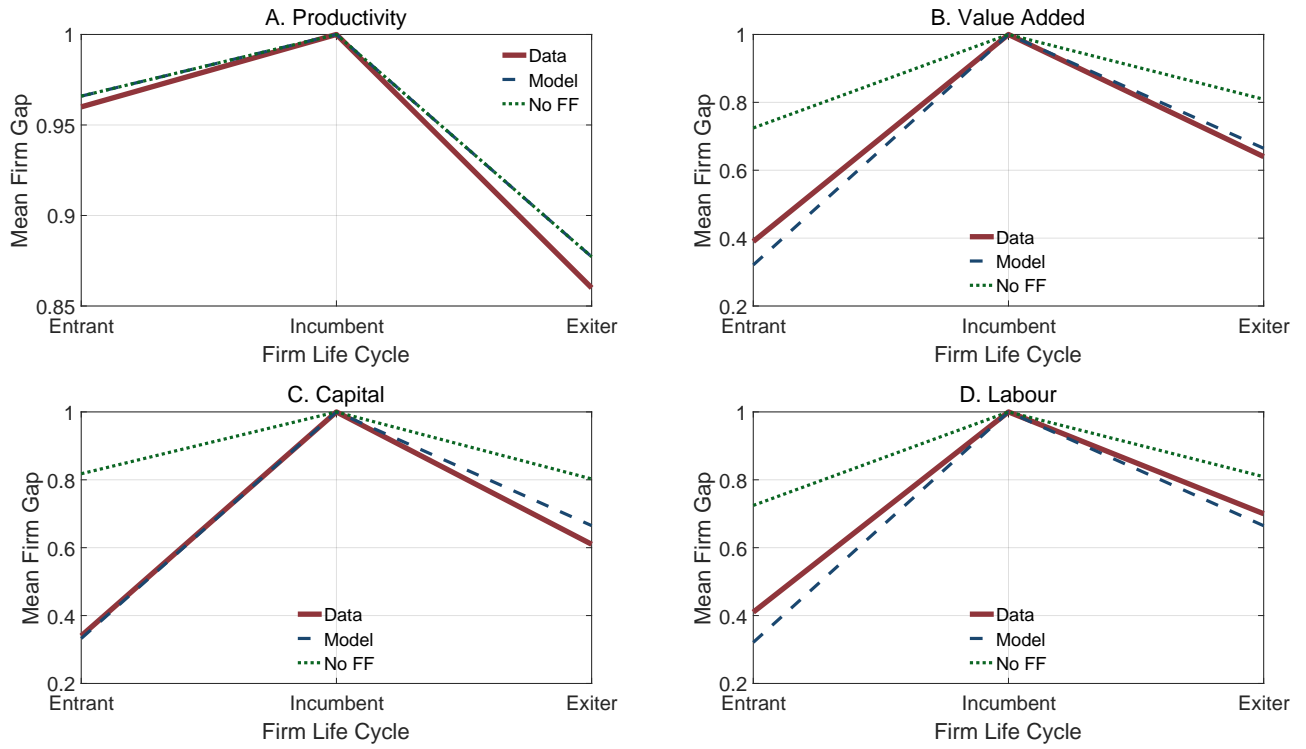 A. Productivity
1
0.95
0.9
0.85
Mean Firm Gap
Data
Model
No FF
Entrant Incumbent Exiter
Firm Life Cycle
B. Value Added
1
0.8
0.6
0.4
0.2
Mean Firm Gap
Data
Model
No FF
Entrant Incumbent Exiter
Firm Life Cycle
C. Capital
1
0.8
0.6
0.4
0.2
Mean Firm Gap
Data
Model
No FF
Entrant Incumbent Exiter
Firm Life Cycle
D. Labour
1
0.8
0.6
0.4
0.2
Mean Firm Gap
Data
Model
No FF
Entrant Incumbent Exiter
Firm Life Cycle